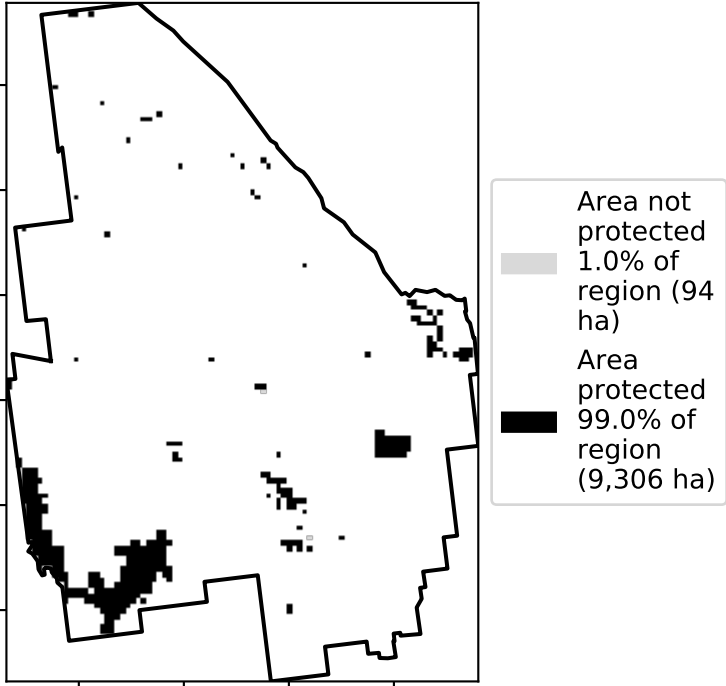 Area not
protected
1.0% of
region (94
ha)
Area
protected
99.0% of
region
(9,306 ha)